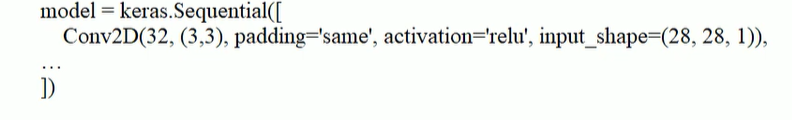 model = keras.Sequential([
Conv2D(32, (3,3), padding='same', activation='relu', input_shape=(28, 28, 1)),
…
])